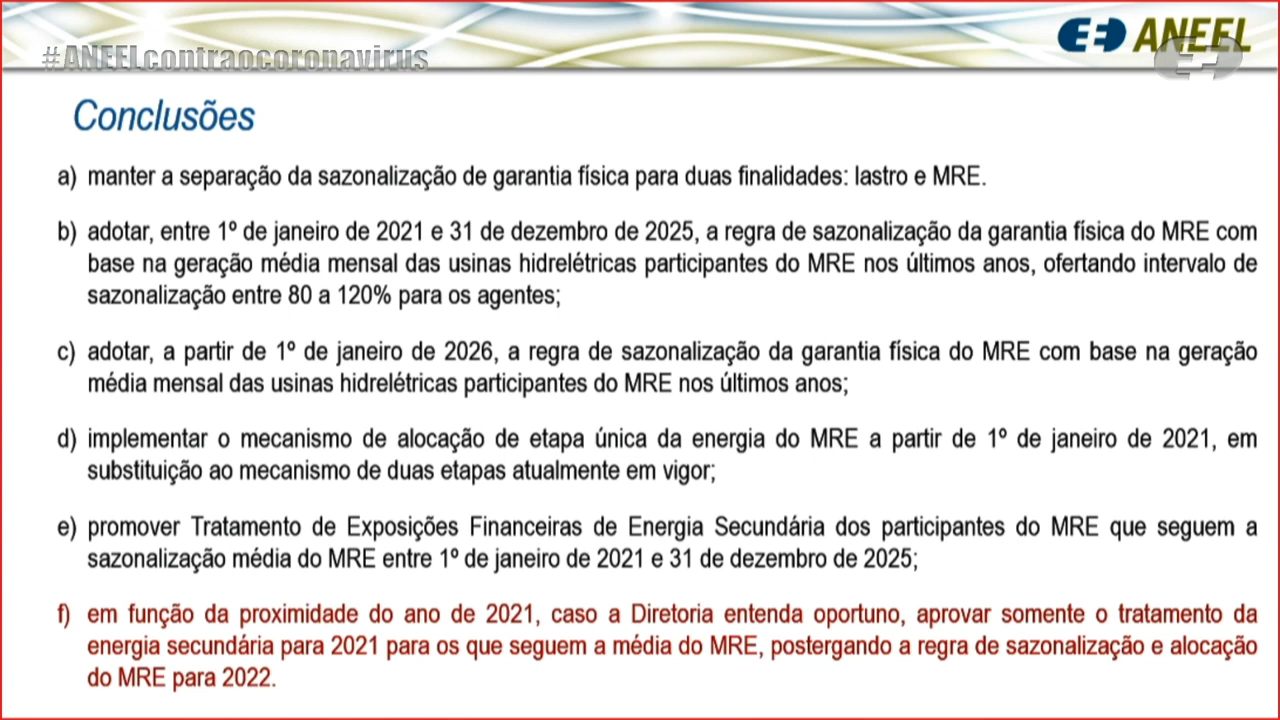 #ANEELcontraocoronavirus
ANEEL
Conclusões
a) manter a separação da sazonalização de garantia física para duas finalidades: lastro e MRE.
b) adotar, entre 1º de janeiro de 2021 e 31 de dezembro de 2025, a regra de sazonalização da garantia física do MRE com
base na geração média mensal das usinas hidrelétricas participantes do MRE nos últimos anos, ofertando intervalo de
sazonalização entre 80 a 120% para os agentes;
c) adotar, a partir de 1º de janeiro de 2026, a regra de sazonalização da garantia física do MRE com base na geração
média mensal das usinas hidrelétricas participantes do MRE nos últimos anos;
d) implementar o mecanismo de alocação de etapa única da energia do MRE a partir de 1º de janeiro de 2021, em
substituição ao mecanismo de duas etapas atualmente em vigor;
e) promover Tratamento de Exposições Financeiras de Energia Secundária dos participantes do MRE que seguem a
sazonalização média do MRE entre 1º de janeiro de 2021 e 31 de dezembro de 2025;
f) em função da proximidade do ano de 2021, caso a Diretoria entenda oportuno, aprovar somente o tratamento da
energia secundária para 2021 para os que seguem a média do MRE, postergando a regra de sazonalização e alocação
do MRE para 2022.